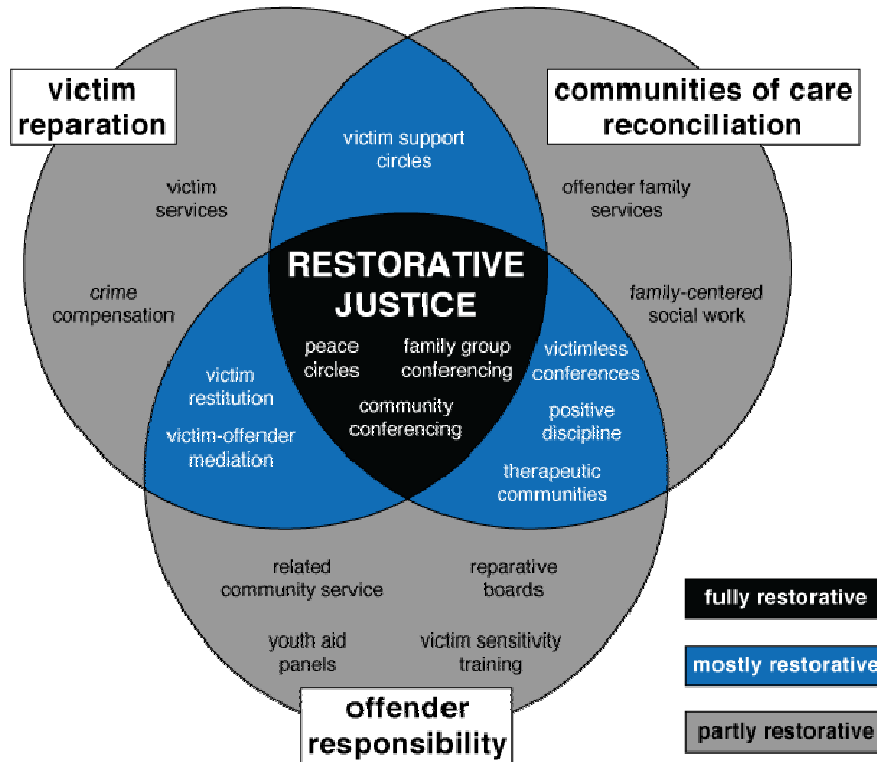 victim
reparation
communities of care
reconciliation
victim support
circles
victim
services
offender family
services
RESTORATIVE
JUSTICE
crime
compensation
family-centered
social work
peace
circles
family group
conferencing
victimless
conferences
victim
restitution
community
conferencing
positive
discipline
victim-offender
mediation
therapeutic
communities
related
community service
reparative
boards
youth aid
panels
victim sensitivity
training
offender
responsibility
fully restorative
mostly restorative
partly restorative